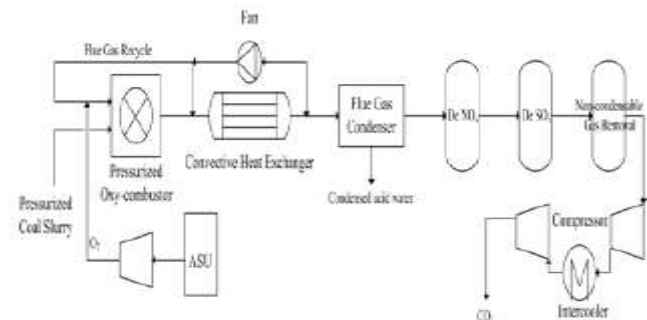 Fan
Flue Gas Recycle
Pressurized
Oxy-combustor
Convective Heat Exchanger
Flue Gas
Condenser
Condensed acidic water
De NOx
De SOx
Non-condensable
Gas Removal
Pressurized
Coal Slurry
O2
ASU
Compressor
Intercooler
CO2